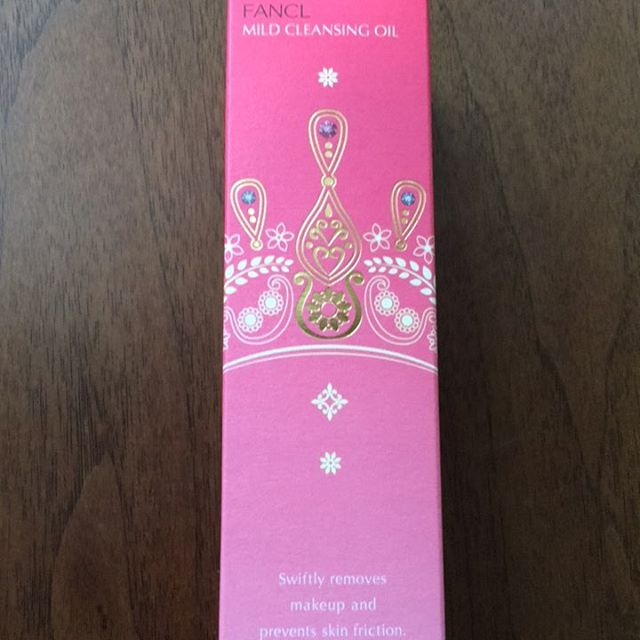 FANCL
MILD CLEANSING OIL
Swiftly removes
makeup and
prevents skin friction.